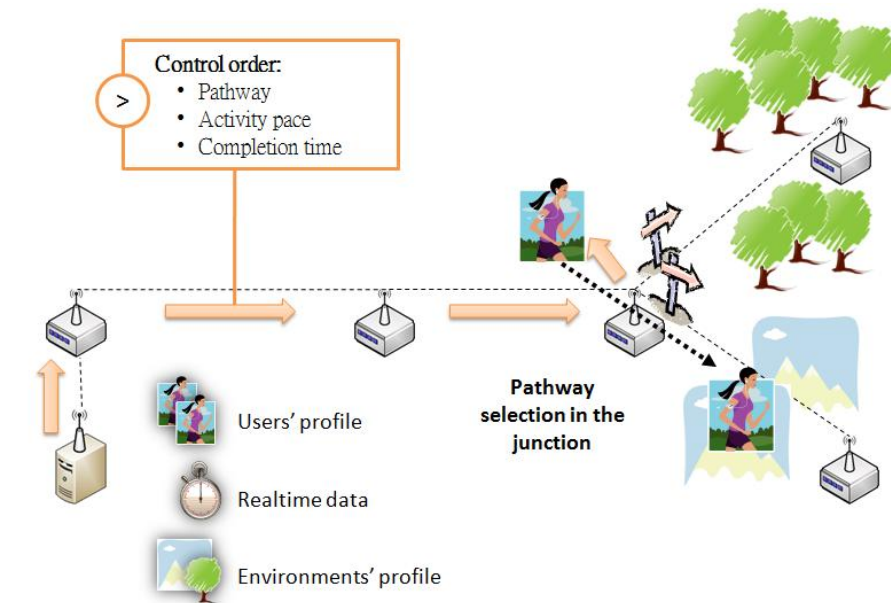 Control order:
• Pathway
• Activity pace
• Completion time
>
Pathway
selection in the
junction
Users’ profile
Realtime data
Environments’ profile